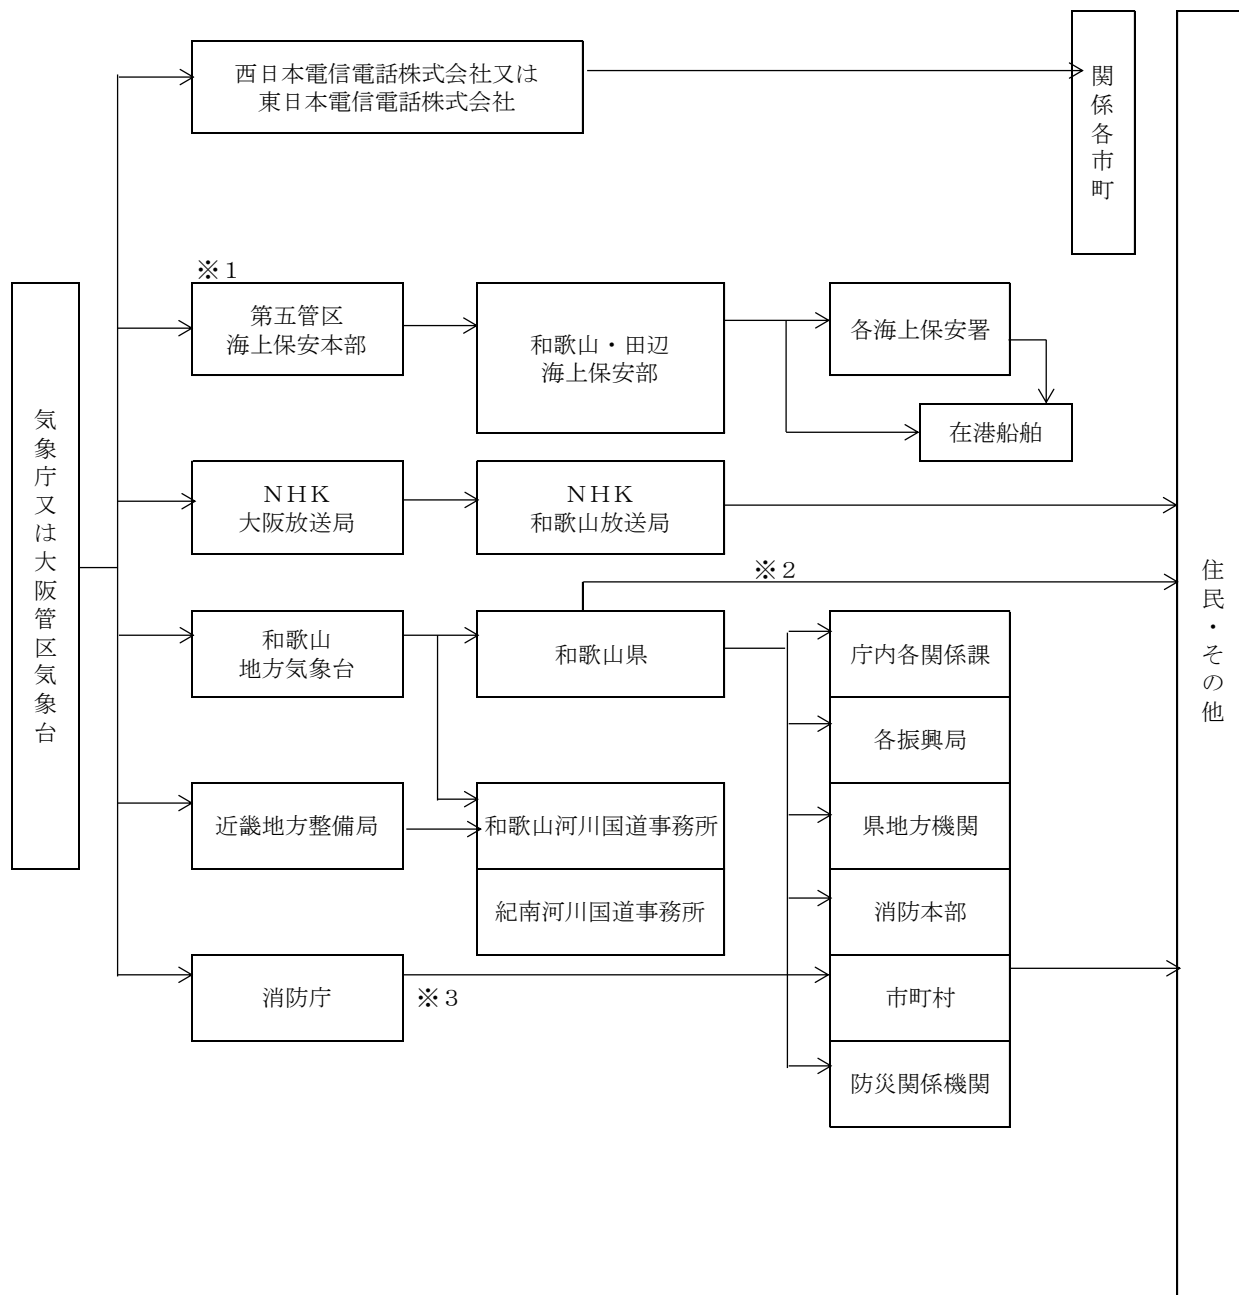 西日本電信電話株式会社又は
東日本電信電話株式会社
関係各市町
※1
第五管区
海上保安本部
和歌山・田辺
海上保安部
各海上保安署
在港船舶
気象庁又は大阪管区気象台
NHK
大阪放送局
NHK
和歌山放送局
※2
住民・その他
和歌山
地方気象台
和歌山県
庁内各関係課
各振興局
近畿地方整備局
和歌山河川国道事務所
県地方機関
紀南河川国道事務所
消防本部
消防庁
※3
市町村
防災関係機関